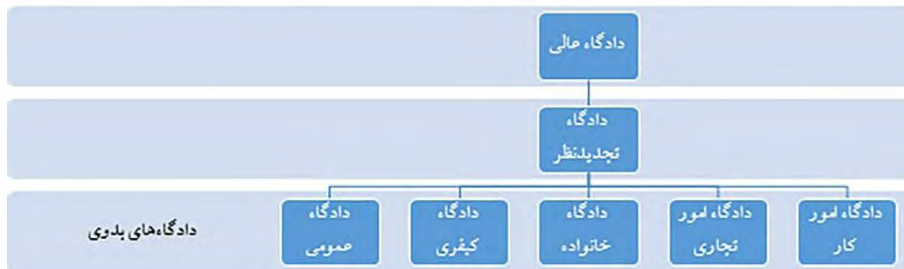 دادگاه عالی
دادگاه
تجدیدنظر
دادگاه امور
کار
دادگاه امور
تجاری
دادگاه
خانواده
دادگاه
کیفری
دادگاه
عمومی
دادگاه‌های بدوی